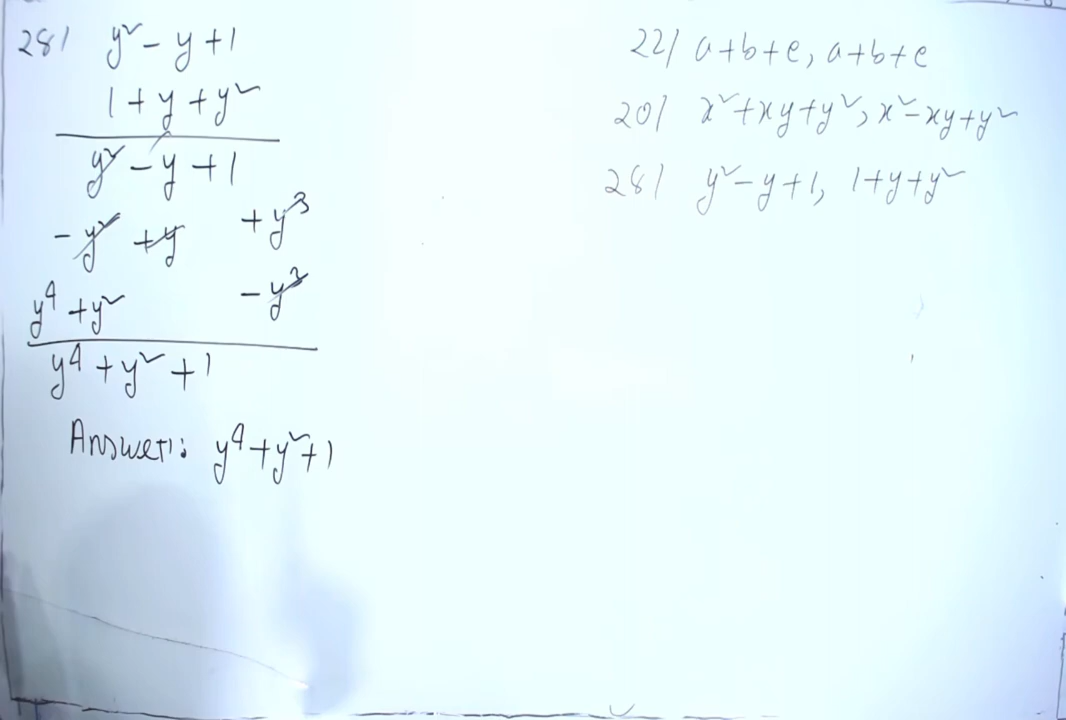 28/ y² - y + 1
1 + y + y²
y² - y + 1
- y² + y + y³
y⁴ + y² - y³
y⁴ + y² + 1
Answer: y⁴ + y² + 1
22/ a+b+c, a+b+c
20/ x²+xy+y², x²-xy+y²
28/ y²-y+1, 1+y+y²